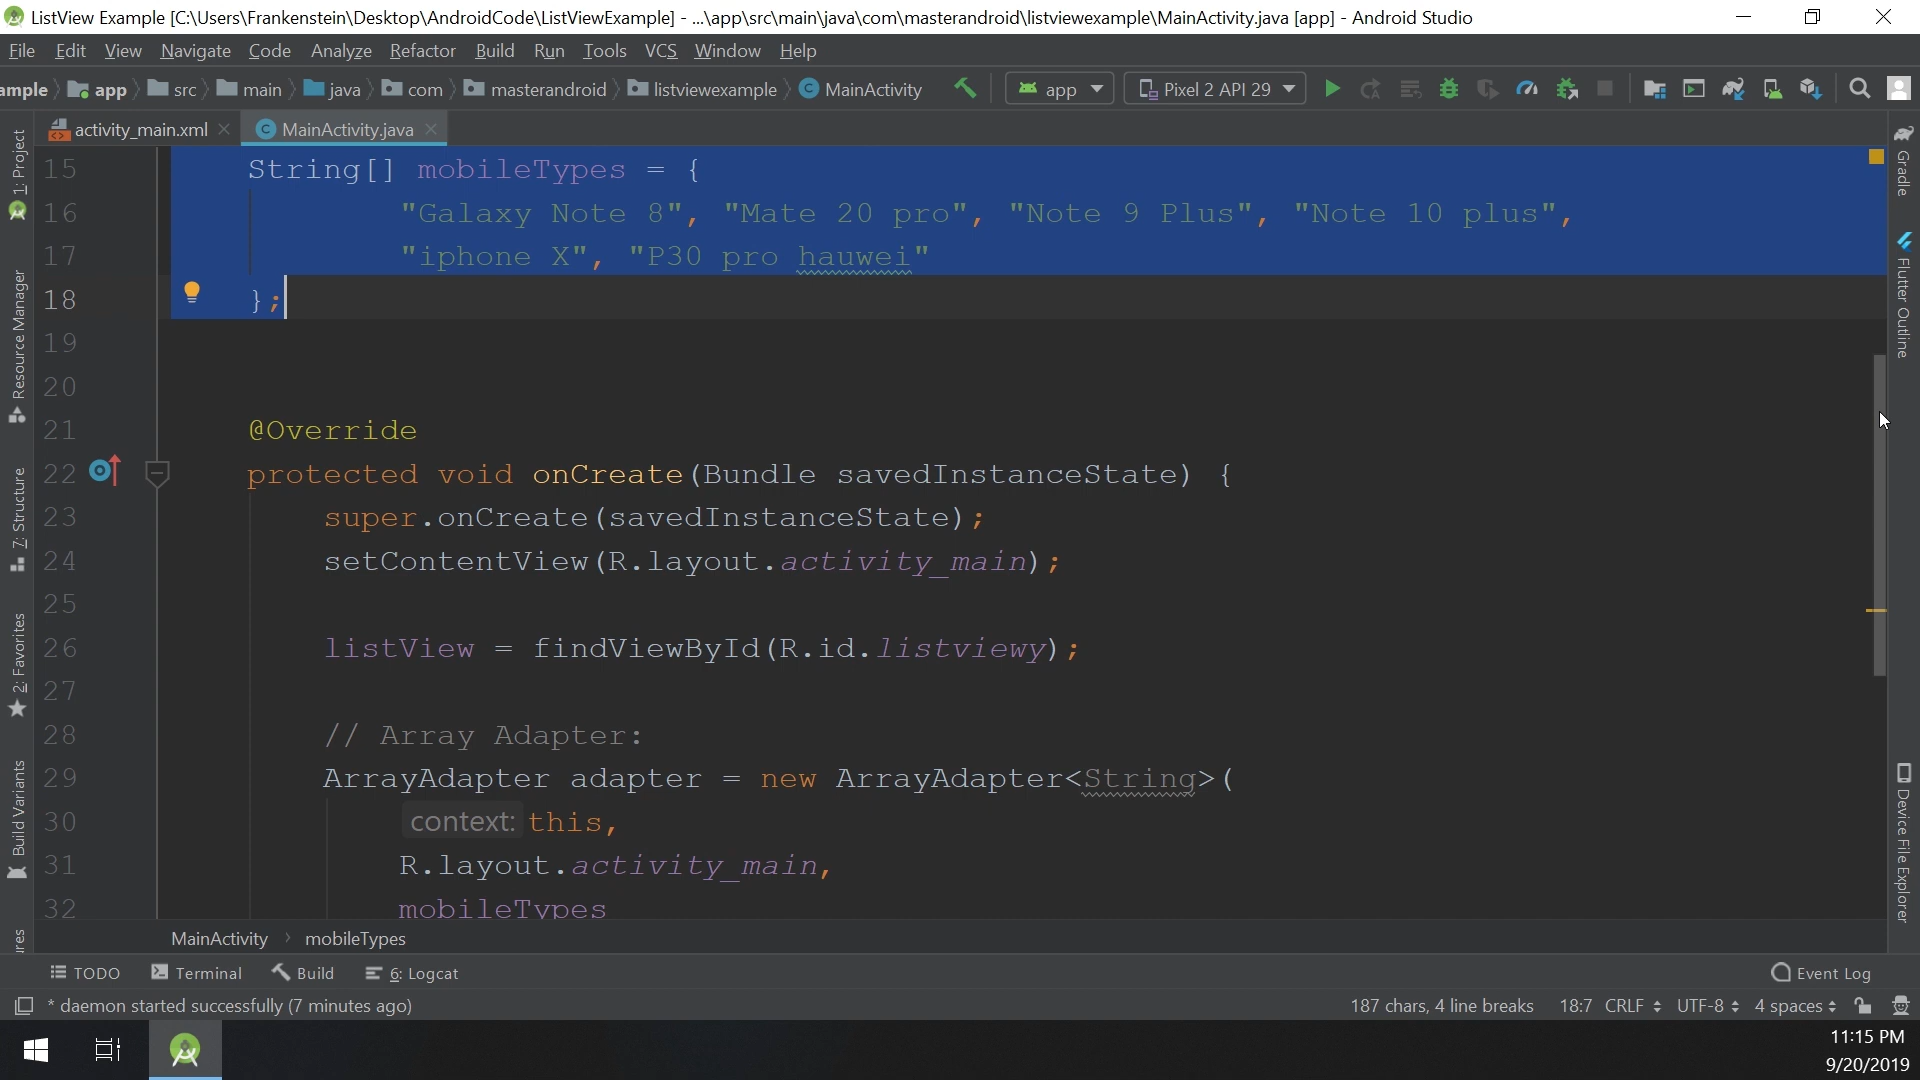 ListView Example [C:\Users\Frankenstein\Desktop\AndroidCode\ListViewExample] - ...\app\src\main\java\com\masterandroid\listviewexample\MainActivity.java [app] - Android Studio
File Edit View Navigate Code Analyze Refactor Build Run Tools VCS Window Help
ample app src main java com masterandroid listviewexample MainActivity app Pixel 2 API 29
activity_main.xml MainActivity.java
1: Project
Resource Manager
7: Structure
2: Favorites
Build Variants
res
15 String[] mobileTypes = {
16 "Galaxy Note 8", "Mate 20 pro", "Note 9 Plus", "Note 10 plus",
17 "iphone X", "P30 pro hauwei"
18 };
19
20
21 @Override
22 protected void onCreate(Bundle savedInstanceState) {
23 super.onCreate(savedInstanceState);
24 setContentView(R.layout.activity_main);
25
26 listView = findViewById(R.id.listviewy);
27
28 // Array Adapter:
29 ArrayAdapter adapter = new ArrayAdapter<String>(
30 context: this,
31 R.layout.activity_main,
32 mobileTypes
Gradle
Flutter Outline
Device File Explorer
MainActivity mobileTypes
TODO Terminal Build 6: Logcat Event Log
* daemon started successfully (7 minutes ago) 187 chars, 4 line breaks 18:7 CRLF UTF-8 4 spaces
11:15 PM
9/20/2019